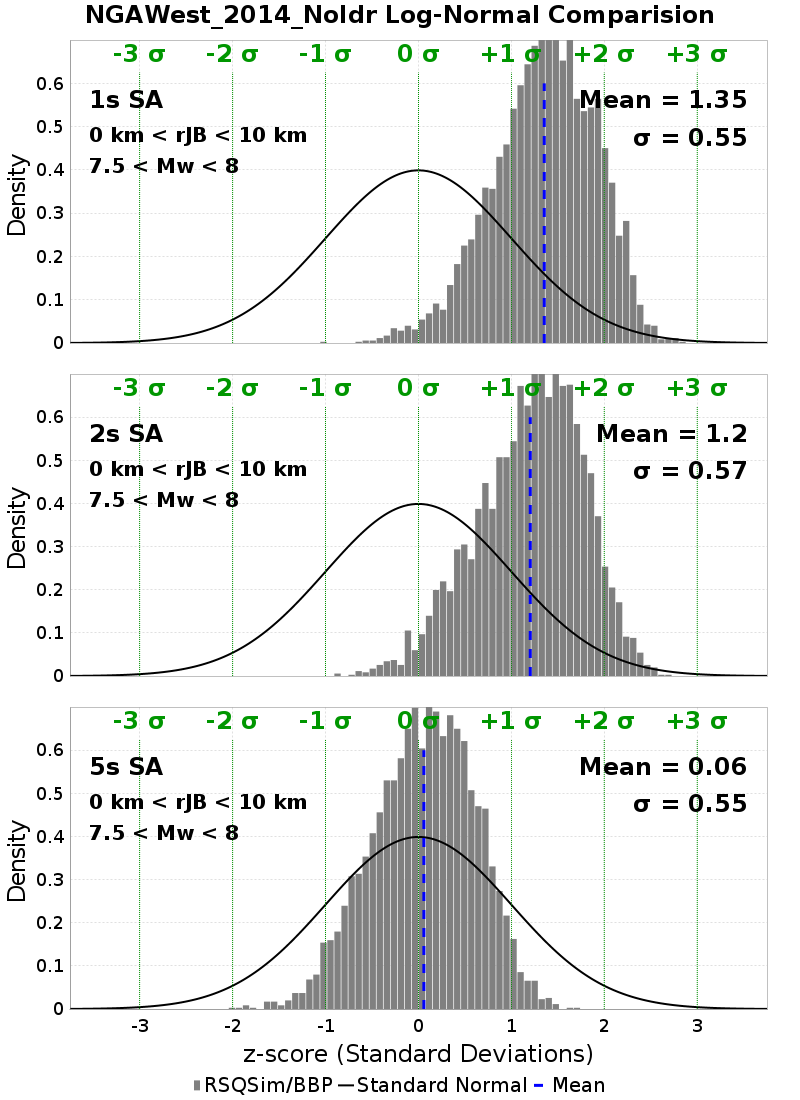 NGAWest_2014_NoIdr Log-Normal Comparision
-3 σ -2 σ -1 σ 0 σ +1 σ +2 σ +3 σ
1s SA
Mean = 1.35
0 km < rJB < 10 km
σ = 0.55
7.5 < Mw < 8
0.6
0.5
0.4
0.3
0.2
0.1
0
Density
-3 σ -2 σ -1 σ 0 σ +1 σ +2 σ +3 σ
2s SA
Mean = 1.2
0 km < rJB < 10 km
σ = 0.57
7.5 < Mw < 8
0.6
0.5
0.4
0.3
0.2
0.1
0
Density
-3 σ -2 σ -1 σ 0 σ +1 σ +2 σ +3 σ
5s SA
Mean = 0.06
0 km < rJB < 10 km
σ = 0.55
7.5 < Mw < 8
0.6
0.5
0.4
0.3
0.2
0.1
0
Density
-3 -2 -1 0 1 2 3
z-score (Standard Deviations)
RSQSim/BBP Standard Normal Mean